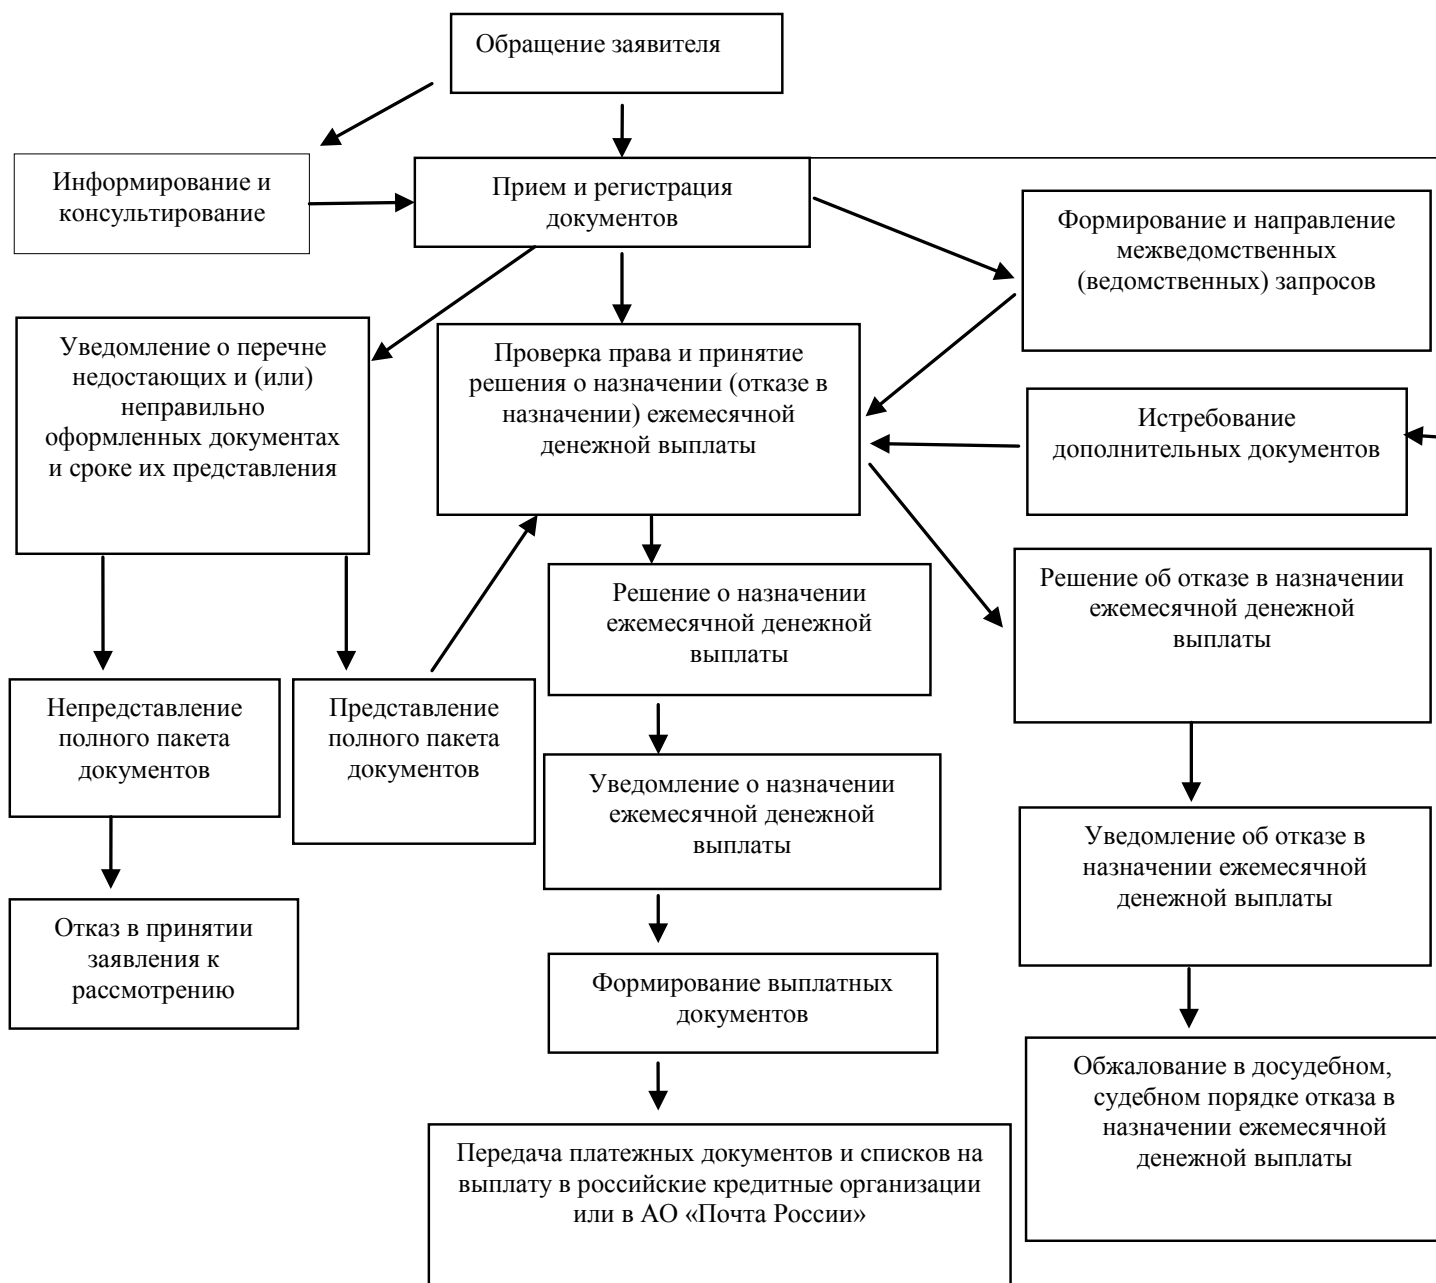 Обращение заявителя
Информирование и
консультирование
Прием и регистрация
документов
Формирование и направление
межведомственных
(ведомственных) запросов
Уведомление о перечне
недостающих и (или)
неправильно
оформленных документах
и сроке их представления
Проверка права и принятие
решения о назначении (отказе в
назначении) ежемесячной
денежной выплаты
Истребование
дополнительных документов
Решение о назначении
ежемесячной денежной
выплаты
Решение об отказе в назначении
ежемесячной денежной
выплаты
Непредставление
полного пакета
документов
Представление
полного пакета
документов
Уведомление о назначении
ежемесячной денежной
выплаты
Уведомление об отказе в
назначении ежемесячной
денежной выплаты
Отказ в принятии
заявления к
рассмотрению
Формирование выплатных
документов
Обжалование в досудебном,
судебном порядке отказа в
назначении ежемесячной
денежной выплаты
Передача платежных документов и списков на
выплату в российские кредитные организации
или в АО «Почта России»